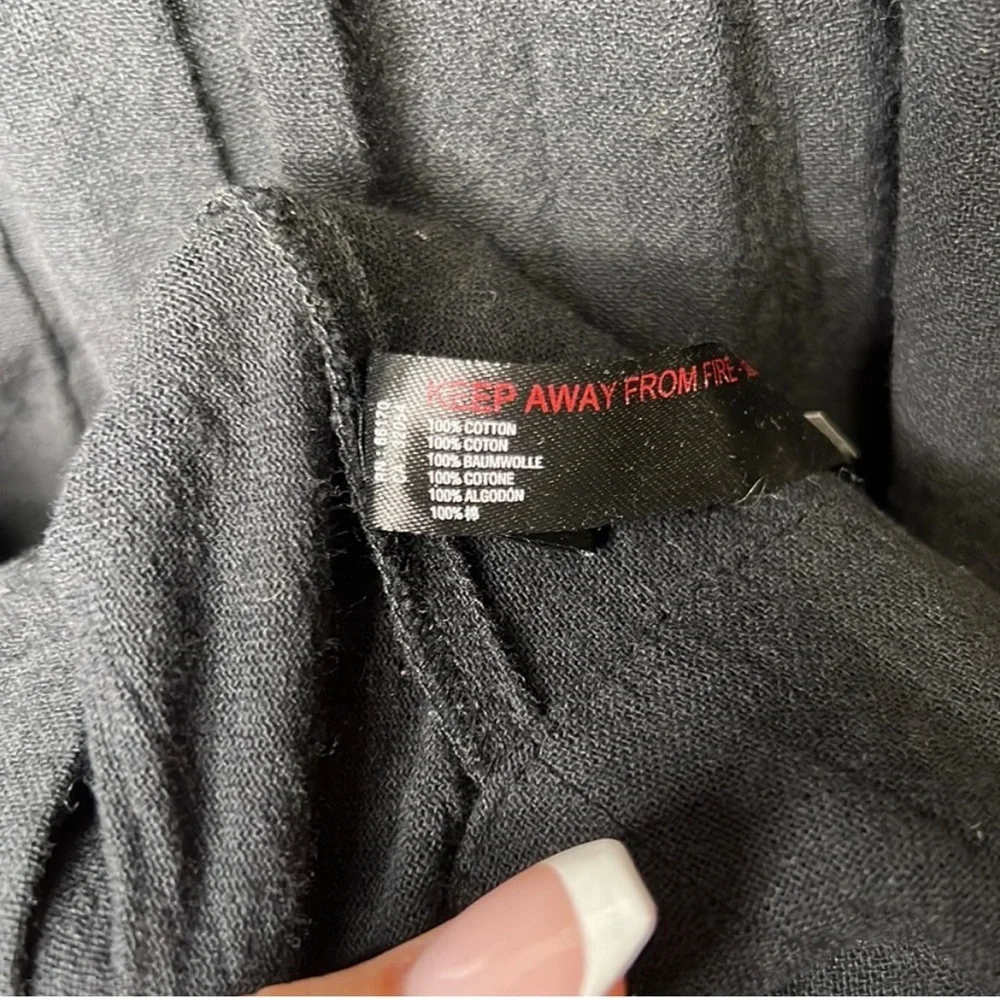 KEEP AWAY FROM FIRE
100% COTTON
100% COTON
100% BAUMWOLLE
100% COTONE
100% ALGODÓN
100% 棉